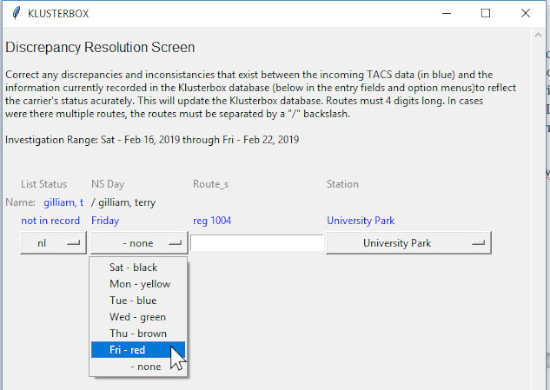 KLUSTERBOX
Discrepancy Resolution Screen
Correct any discrepancies and inconsistancies that exist between the incoming TACS data (in blue) and the
information currently recorded in the Klusterbox database (below in the entry fields and option menus)to reflect
the carrier's status acurately. This will update the Klusterbox database. Routes must 4 digits long. In cases
were there multiple routes, the routes must be separated by a "/" backslash.
Investigation Range: Sat - Feb 16, 2019 through Fri - Feb 22, 2019
List Status NS Day Route_s Station
Name: gilliam, t / gilliam, terry
not in record Friday reg 1004 University Park
nl - none University Park
Sat - black
Mon - yellow
Tue - blue
Wed - green
Thu - brown
Fri - red
- none